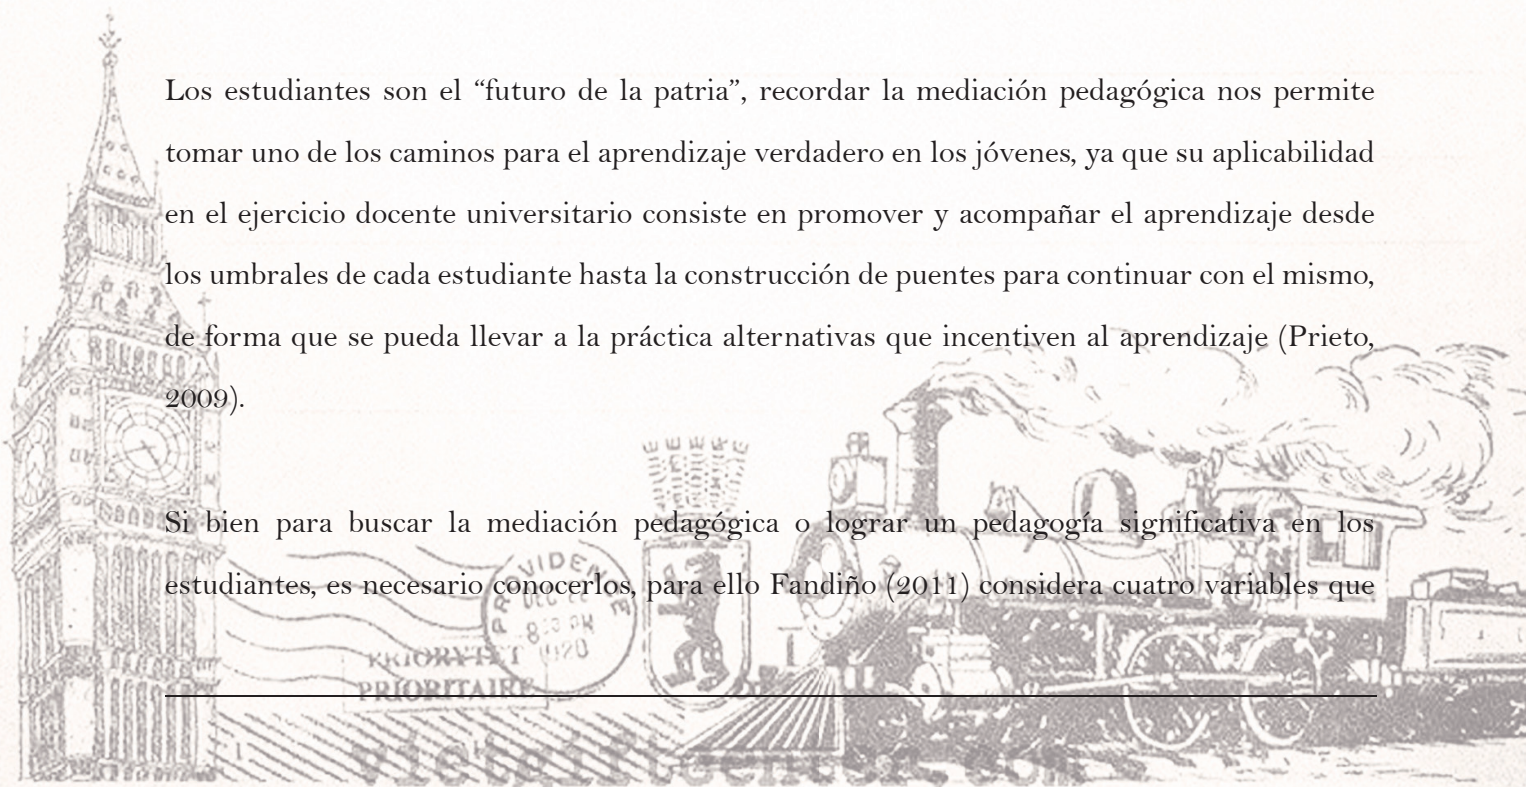 Los estudiantes son el “futuro de la patria”, recordar la mediación pedagógica nos permite
tomar uno de los caminos para el aprendizaje verdadero en los jóvenes, ya que su aplicabilidad
en el ejercicio docente universitario consiste en promover y acompañar el aprendizaje desde
los umbrales de cada estudiante hasta la construcción de puentes para continuar con el mismo,
de forma que se pueda llevar a la práctica alternativas que incentiven al aprendizaje (Prieto,
2009).
Si bien para buscar la mediación pedagógica o lograr un pedagogía significativa en los
estudiantes, es necesario conocerlos, para ello Fandiño (2011) considera cuatro variables que
PRIORITAIRE
1